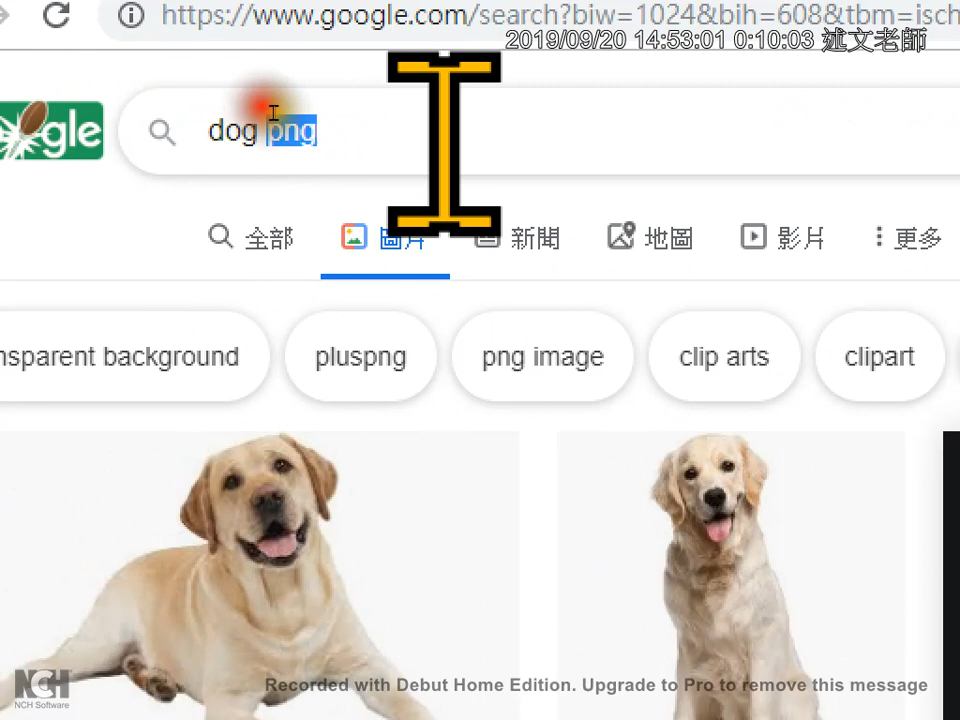 https://www.google.com/search?biw=1024&bih=608&tbm=isch
2019/09/20 14:53:01 0:10:03 述文老師
gle
dog png
全部 圖片 新聞 地圖 影片 更多
nsparent background pluspng png image clip arts clipart
NCH
NCH Software
Recorded with Debut Home Edition. Upgrade to Pro to remove this message